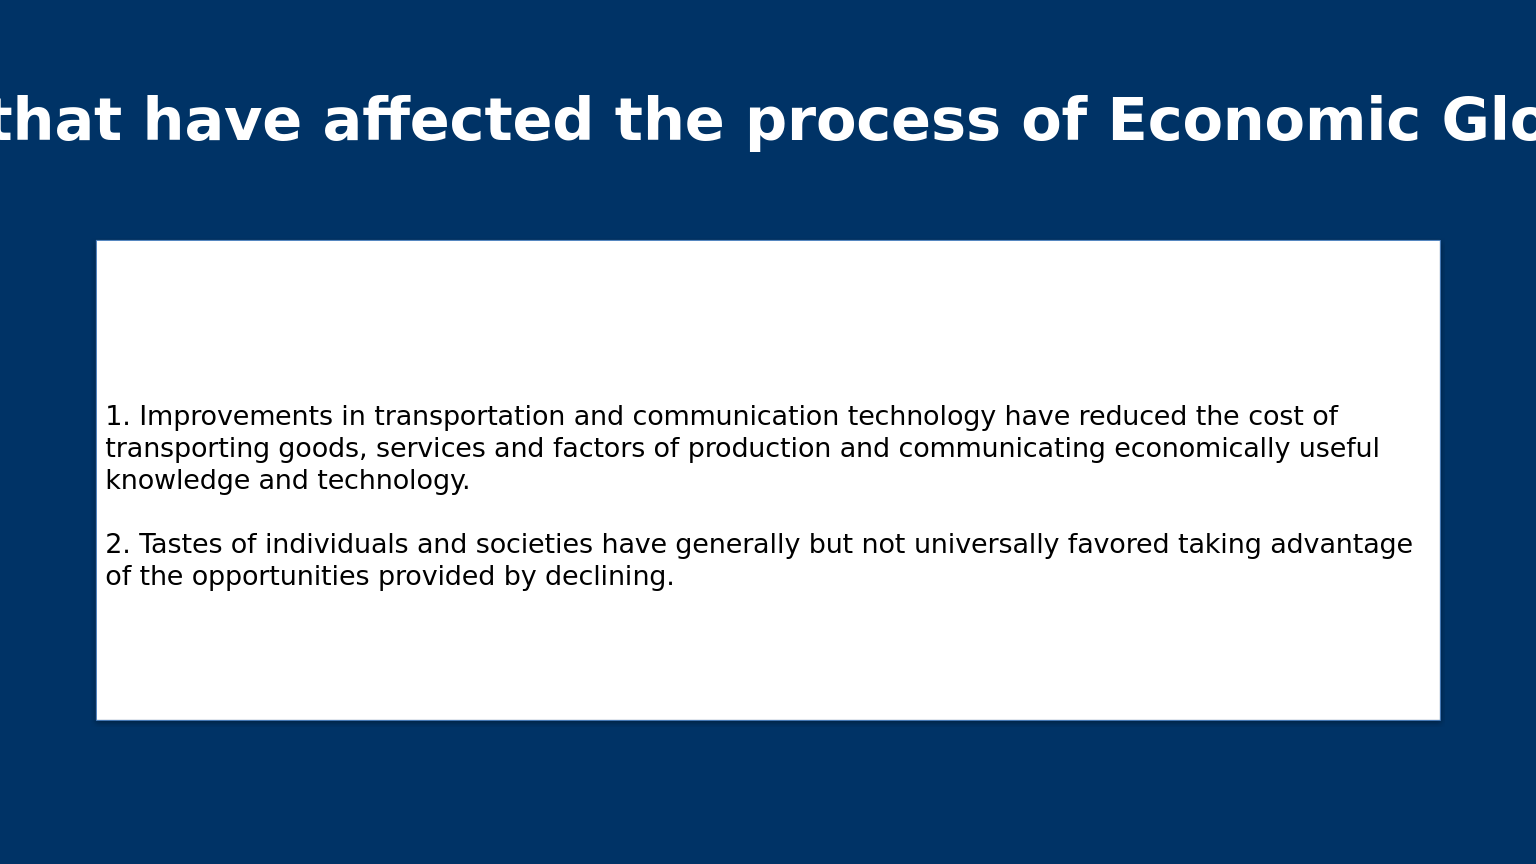 that have affected the process of Economic Glo
1. Improvements in transportation and communication technology have reduced the cost of
transporting goods, services and factors of production and communicating economically useful
knowledge and technology.
2. Tastes of individuals and societies have generally but not universally favored taking advantage
of the opportunities provided by declining.